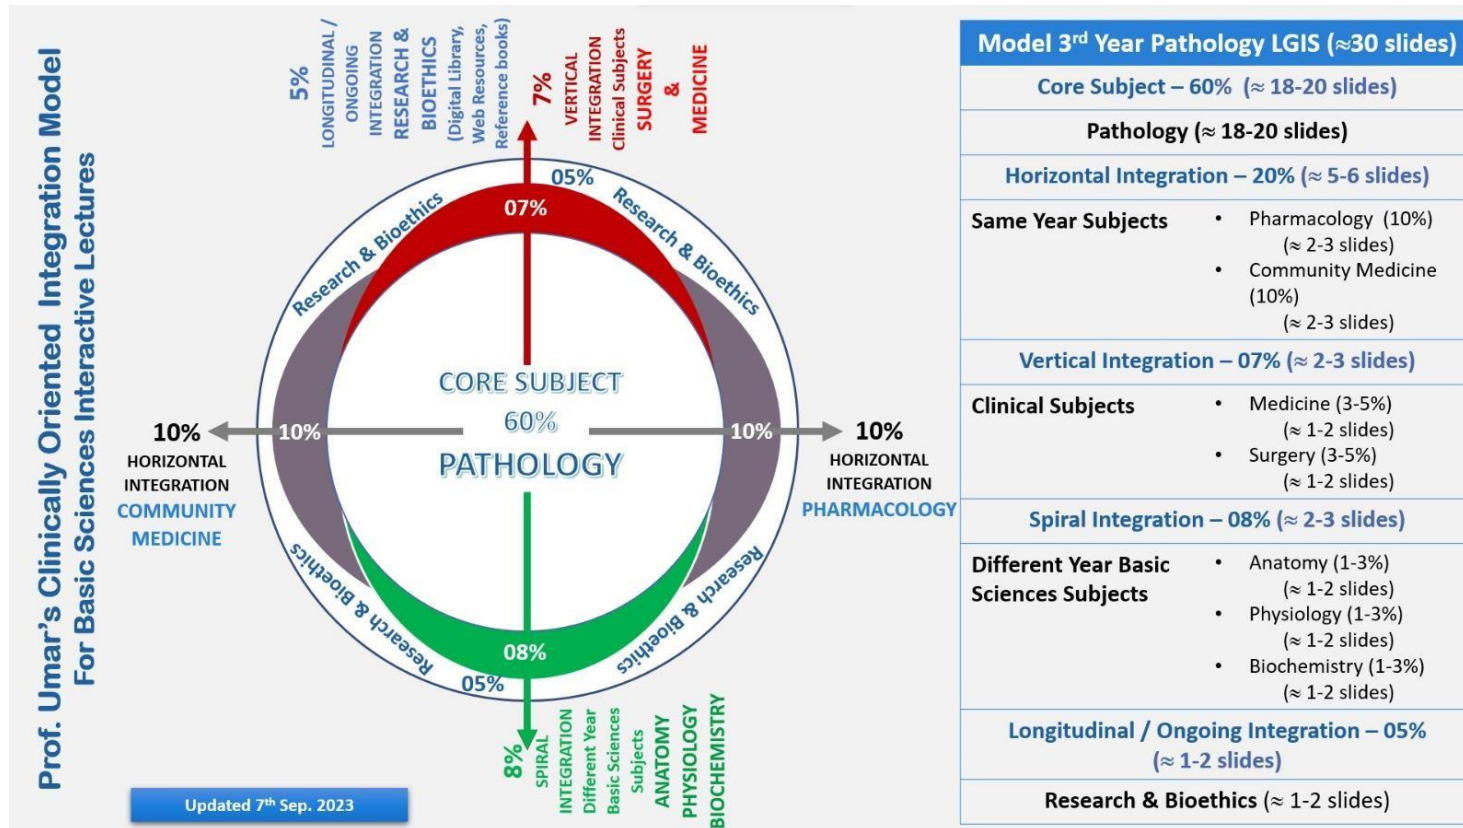 Prof. Umar's Clinically Oriented Integration Model
For Basic Sciences Interactive Lectures
5%
LONGITUDINAL /
ONGOING
INTEGRATION
RESEARCH &
BIOETHICS
(Digital Library,
Web Resources,
Reference books)
7%
VERTICAL
INTEGRATION
Clinical Subjects
SURGERY
&
MEDICINE
05%
Research & Bioethics
Research & Bioethics
07%
CORE SUBJECT
60%
PATHOLOGY
10%
HORIZONTAL
INTEGRATION
COMMUNITY
MEDICINE
10%
10%
10%
HORIZONTAL
INTEGRATION
PHARMACOLOGY
Research & Bioethics
Research & Bioethics
08%
05%
8%
SPIRAL
INTEGRATION
Different Year
Basic Sciences
Subjects
ANATOMY
PHYSIOLOGY
BIOCHEMISTRY
Updated 7th Sep. 2023
Model 3rd Year Pathology LGIS (≈30 slides)
Core Subject – 60% (≈ 18-20 slides)
Pathology (≈ 18-20 slides)
Horizontal Integration – 20% (≈ 5-6 slides)
Same Year Subjects
• Pharmacology (10%)
(≈ 2-3 slides)
• Community Medicine
(10%)
(≈ 2-3 slides)
Vertical Integration – 07% (≈ 2-3 slides)
Clinical Subjects
• Medicine (3-5%)
(≈ 1-2 slides)
• Surgery (3-5%)
(≈ 1-2 slides)
Spiral Integration – 08% (≈ 2-3 slides)
Different Year Basic
Sciences Subjects
• Anatomy (1-3%)
(≈ 1-2 slides)
• Physiology (1-3%)
(≈ 1-2 slides)
• Biochemistry (1-3%)
(≈ 1-2 slides)
Longitudinal / Ongoing Integration – 05%
(≈ 1-2 slides)
Research & Bioethics (≈ 1-2 slides)